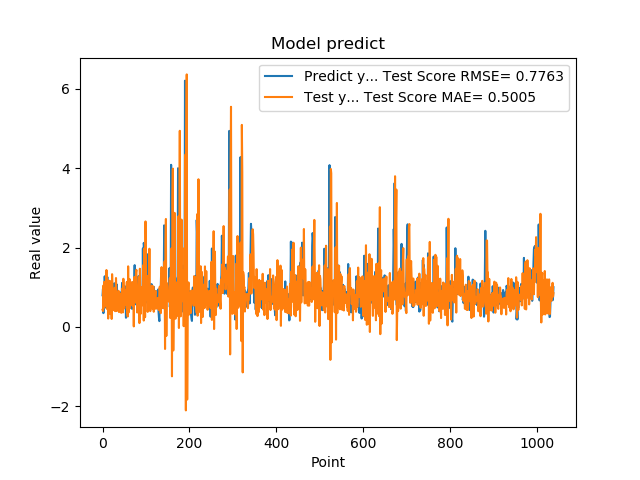 Model predict
Predict y... Test Score RMSE= 0.7763
Test y... Test Score MAE= 0.5005
Real value
6
4
2
0
−2
0 200 400 600 800 1000
Point